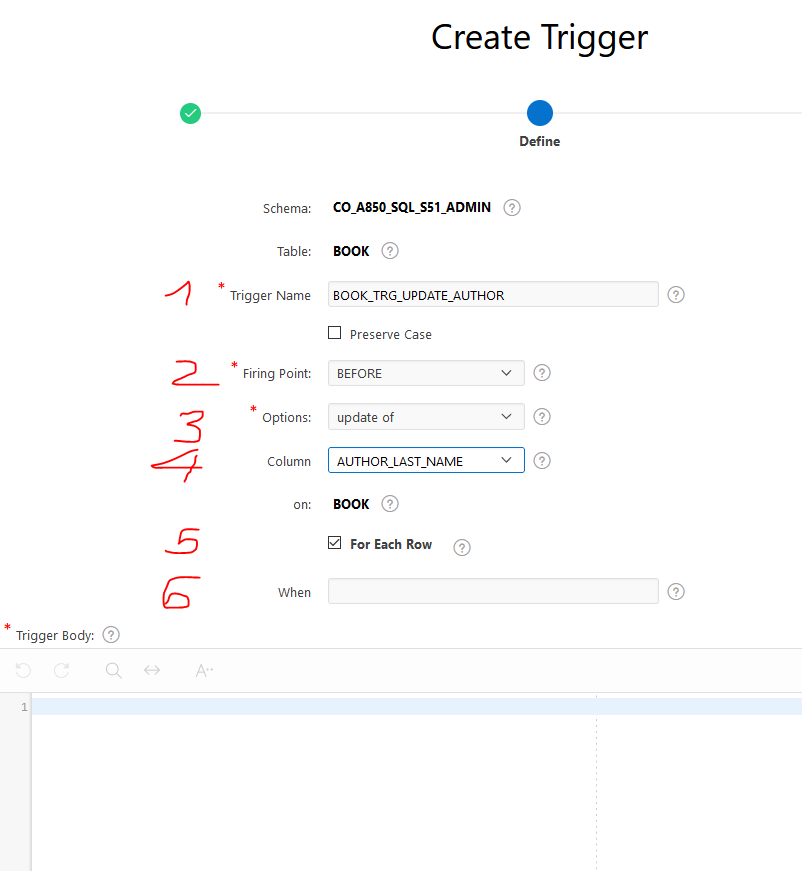 Create Trigger
Define
Schema: CO_A850_SQL_S51_ADMIN ?
Table: BOOK ?
1 * Trigger Name BOOK_TRG_UPDATE_AUTHOR ?
Preserve Case
2 * Firing Point: BEFORE ?
3 * Options: update of ?
4 Column AUTHOR_LAST_NAME ?
on: BOOK ?
5 For Each Row ?
6 When ?
* Trigger Body: ?
A··
1